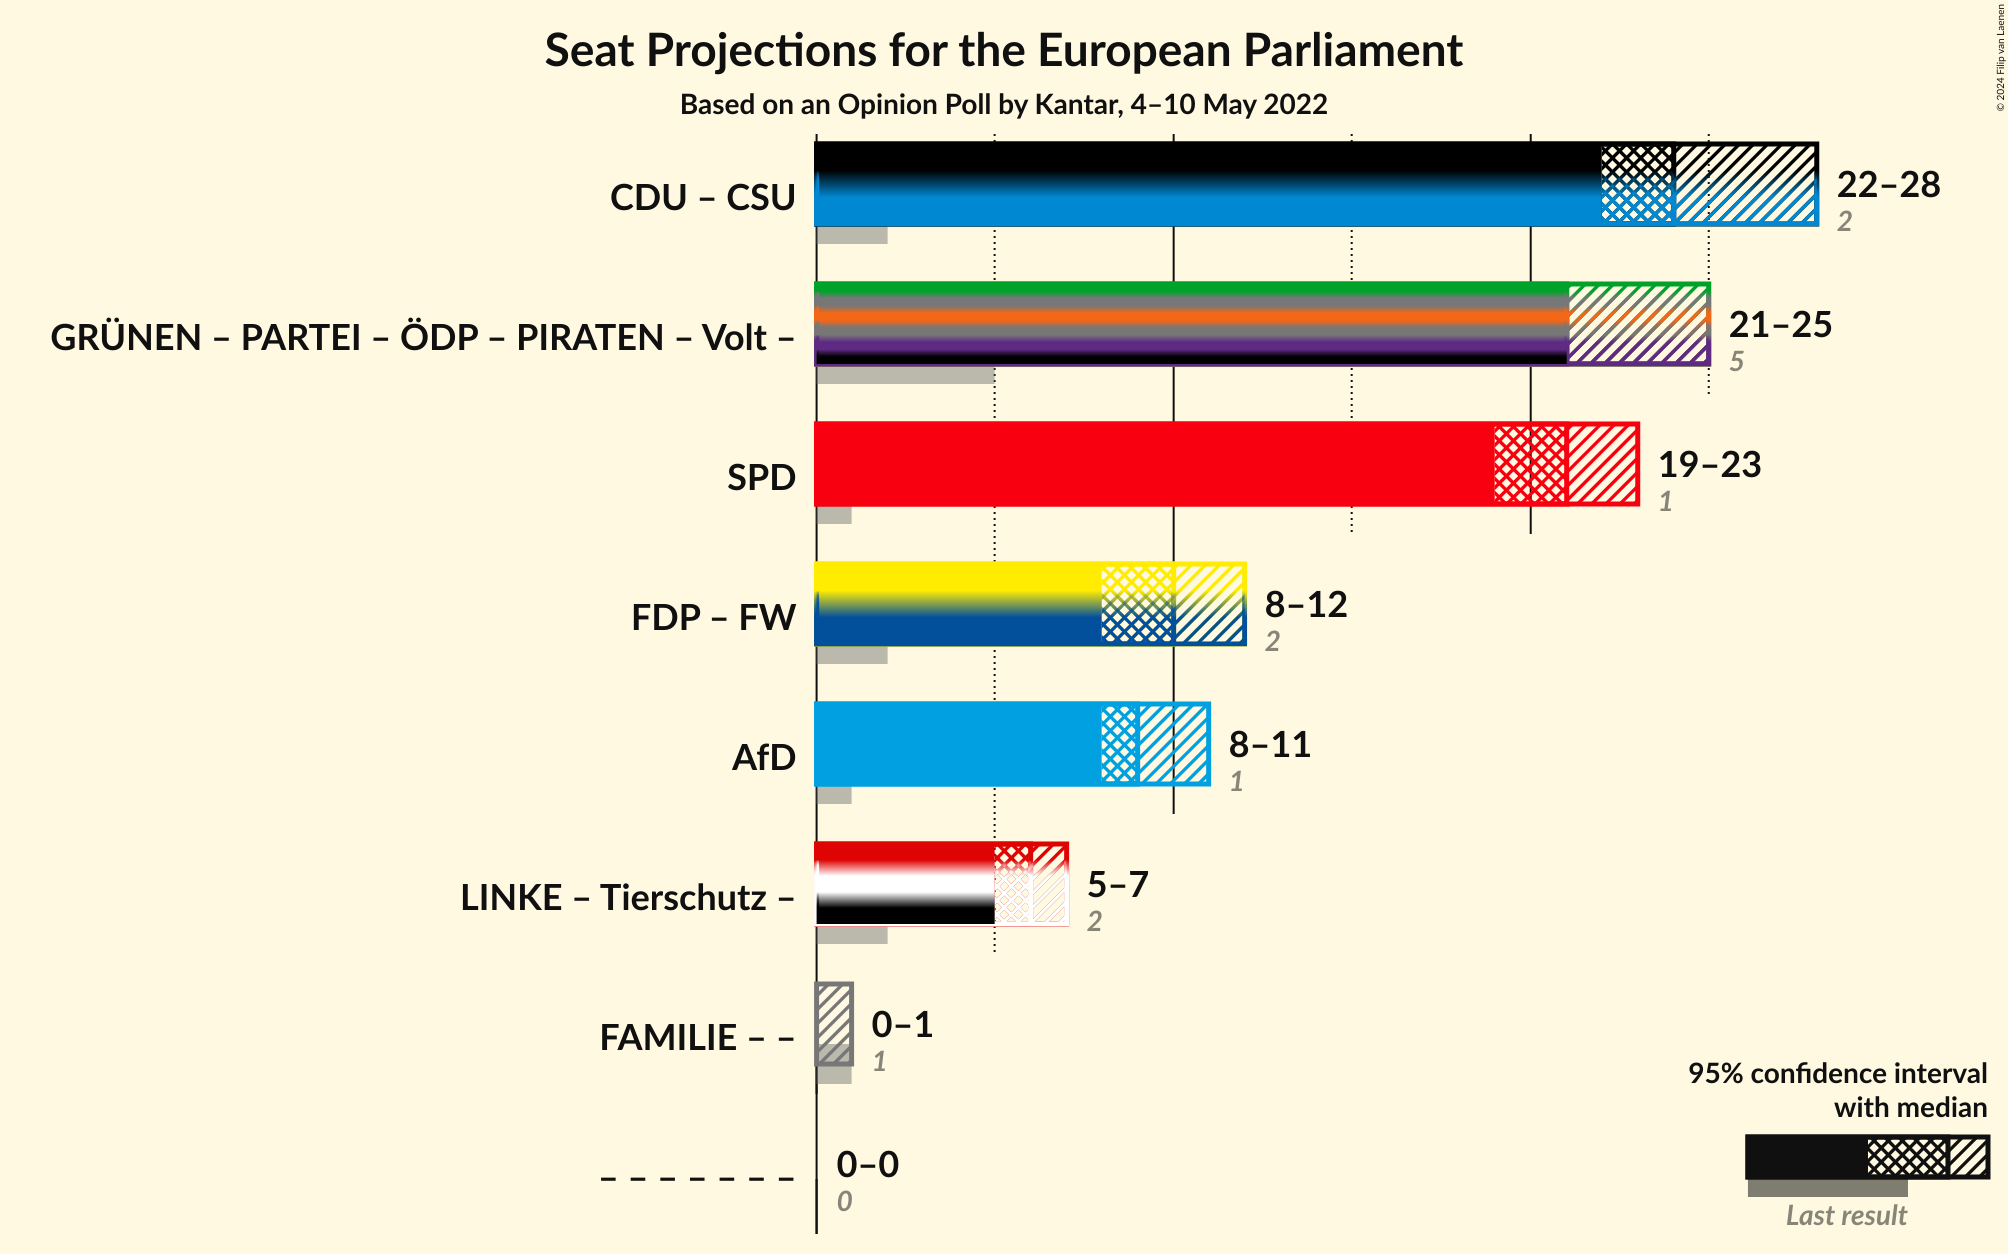 Seat Projections for the European Parliament
Based on an Opinion Poll by Kantar, 4–10 May 2022
© 2024 Filip van Laenen
CDU – CSU
22–28
2
GRÜNEN – PARTEI – ÖDP – PIRATEN – Volt –
21–25
5
SPD
19–23
1
FDP – FW
8–12
2
AfD
8–11
1
LINKE – Tierschutz –
5–7
2
FAMILIE – –
0–1
1
– – – – – – –
0–0
0
95% confidence interval
with median
Last result